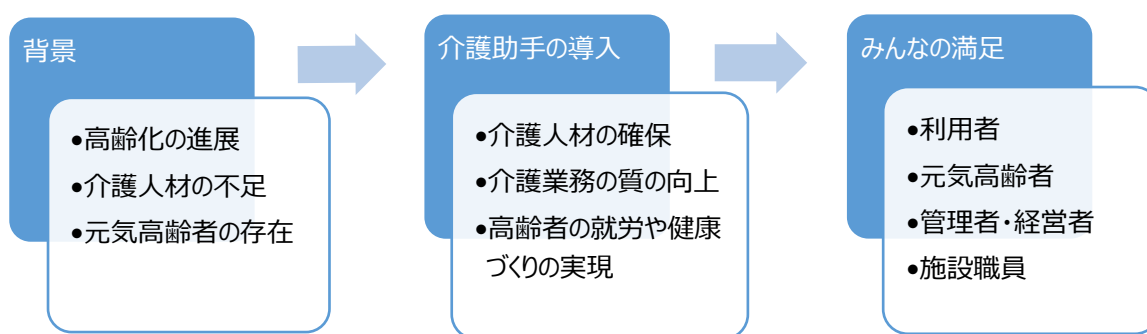 背景
•高齢化の進展
•介護人材の不足
•元気高齢者の存在
介護助手の導入
•介護人材の確保
•介護業務の質の向上
•高齢者の就労や健康
づくりの実現
みんなの満足
•利用者
•元気高齢者
•管理者・経営者
•施設職員